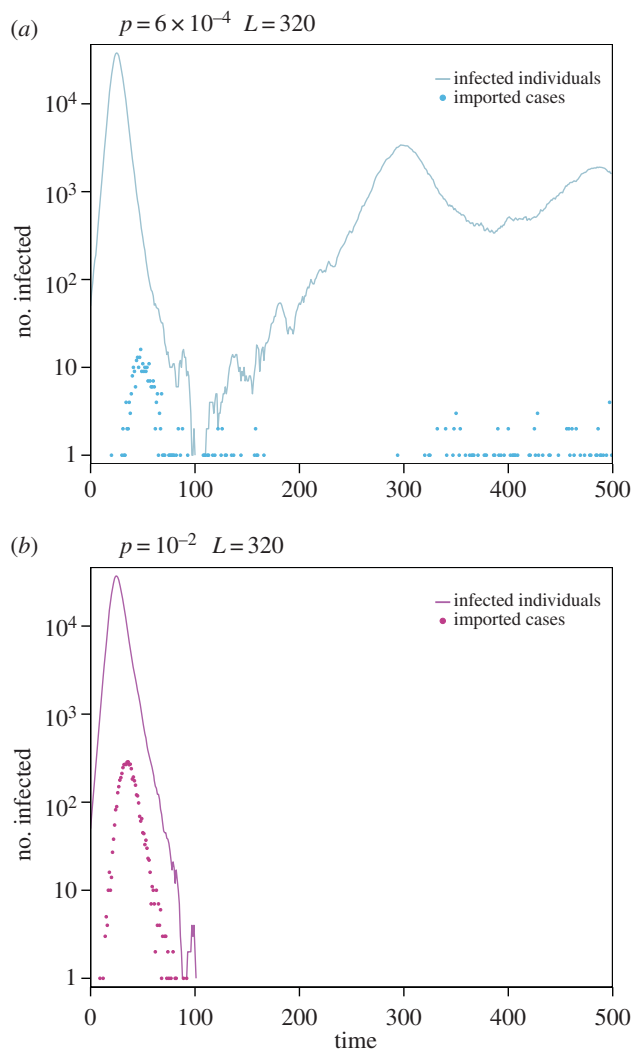 (a)
p = 6 × 10⁻⁴ L = 320
infected individuals
imported cases
no. infected
10⁴
10³
10²
10
1
0 100 200 300 400 500
(b)
p = 10⁻² L = 320
infected individuals
imported cases
no. infected
10⁴
10³
10²
10
1
0 100 200 300 400 500
time